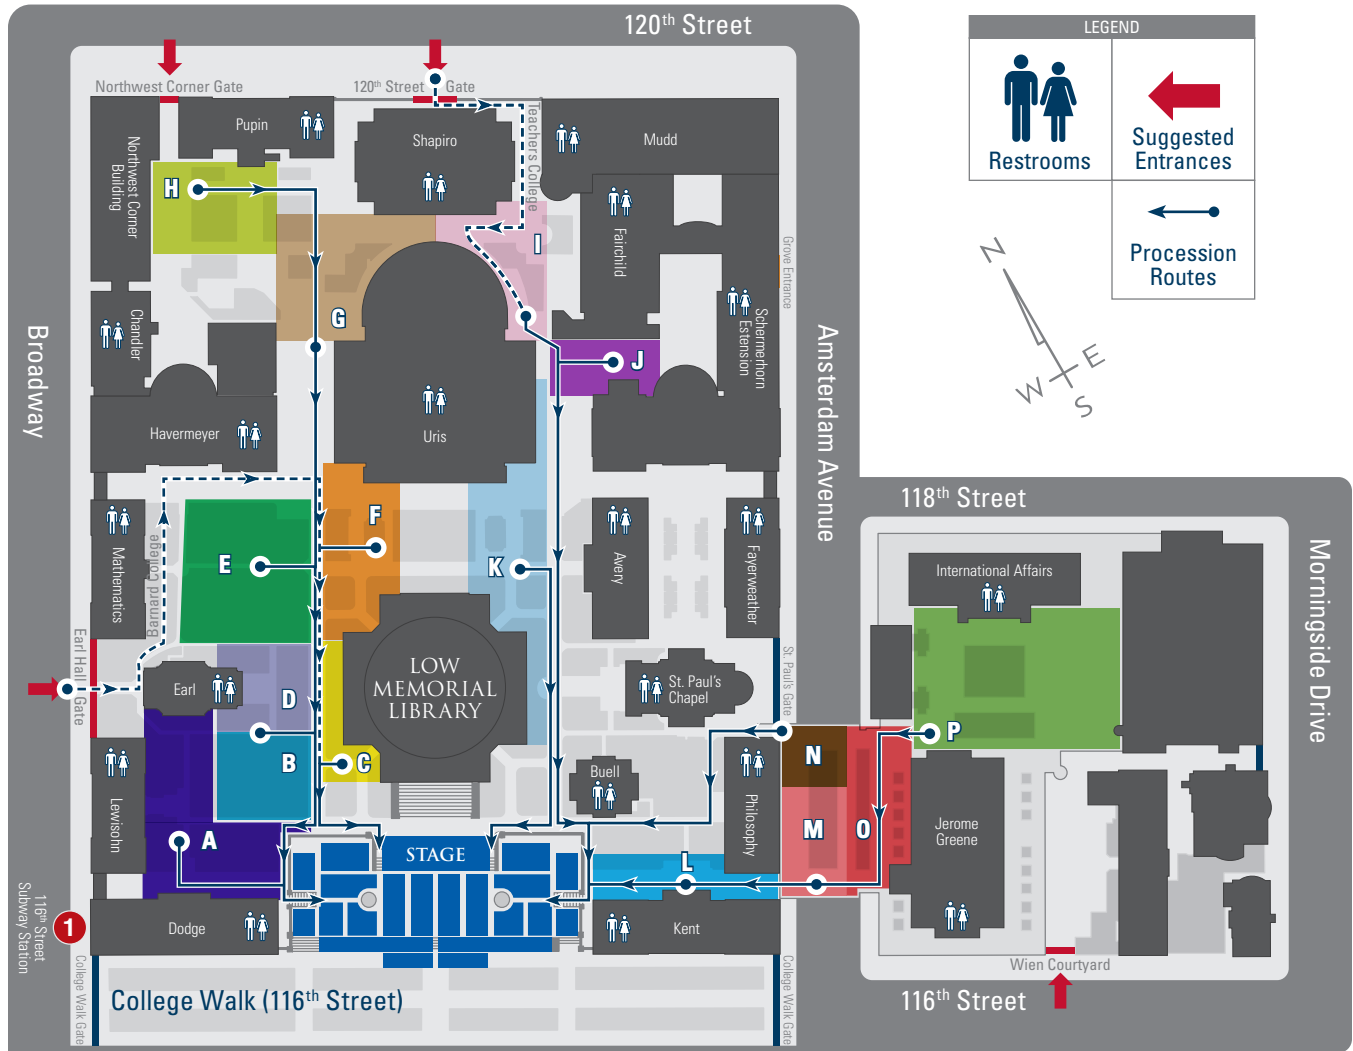 120th Street
LEGEND
Restrooms
Suggested
Entrances
Procession
Routes
N
W
E
S
Northwest Corner Gate
120th Street
Gate
Teachers College
Pupin
Shapiro
Mudd
Northwest Corner
Building
H
I
Fairchild
Grove Entrance
G
Chandler
J
Schermerhorn
Extension
Broadway
Amsterdam Avenue
Havermeyer
Uris
118th Street
F
E
K
Mathematics
Barnard College
Avery
Fayerweather
International Affairs
Morningside Drive
Earl Hall
Gate
Earl
D
LOW
MEMORIAL
LIBRARY
St. Paul's
Chapel
St. Paul's Gate
P
B
C
Buell
N
Lewisohn
A
STAGE
Philosophy
M
O
Jerome
Greene
L
116th Street
Subway Station
1
Dodge
Kent
College Walk Gate
College Walk (116th Street)
College Walk Gate
Wien Courtyard
116th Street